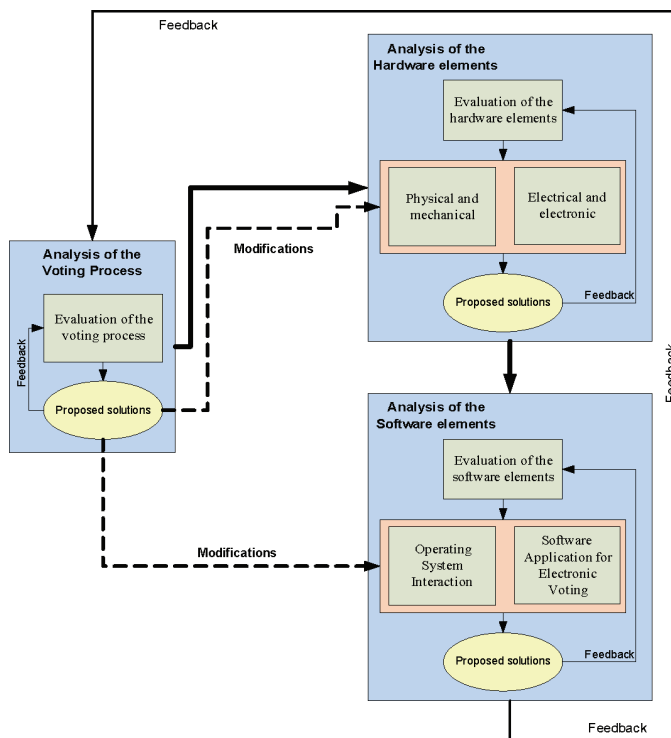 Feedback
Analysis of the
Hardware elements
Evaluation of the
hardware elements
Physical and
mechanical
Electrical and
electronic
Proposed solutions
Feedback
Modifications
Analysis of the
Voting Process
Evaluation of the
voting process
Feedback
Proposed solutions
Feedback
Analysis of the
Software elements
Evaluation of the
software elements
Modifications
Operating
System
Interaction
Software
Application for
Electronic
Voting
Proposed solutions
Feedback
Feedback